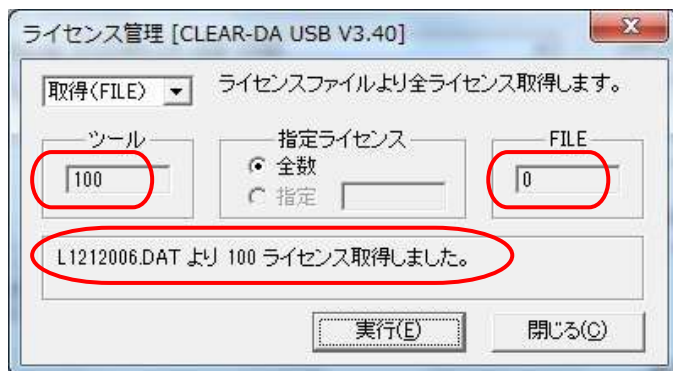 ライセンス管理 [CLEAR-DA USB V3.40]
取得(FILE)
ライセンスファイルより全ライセンス取得します。
ツール
100
指定ライセンス
全数
指定
FILE
0
L1212006.DAT より 100 ライセンス取得しました。
実行(E)
閉じる(C)